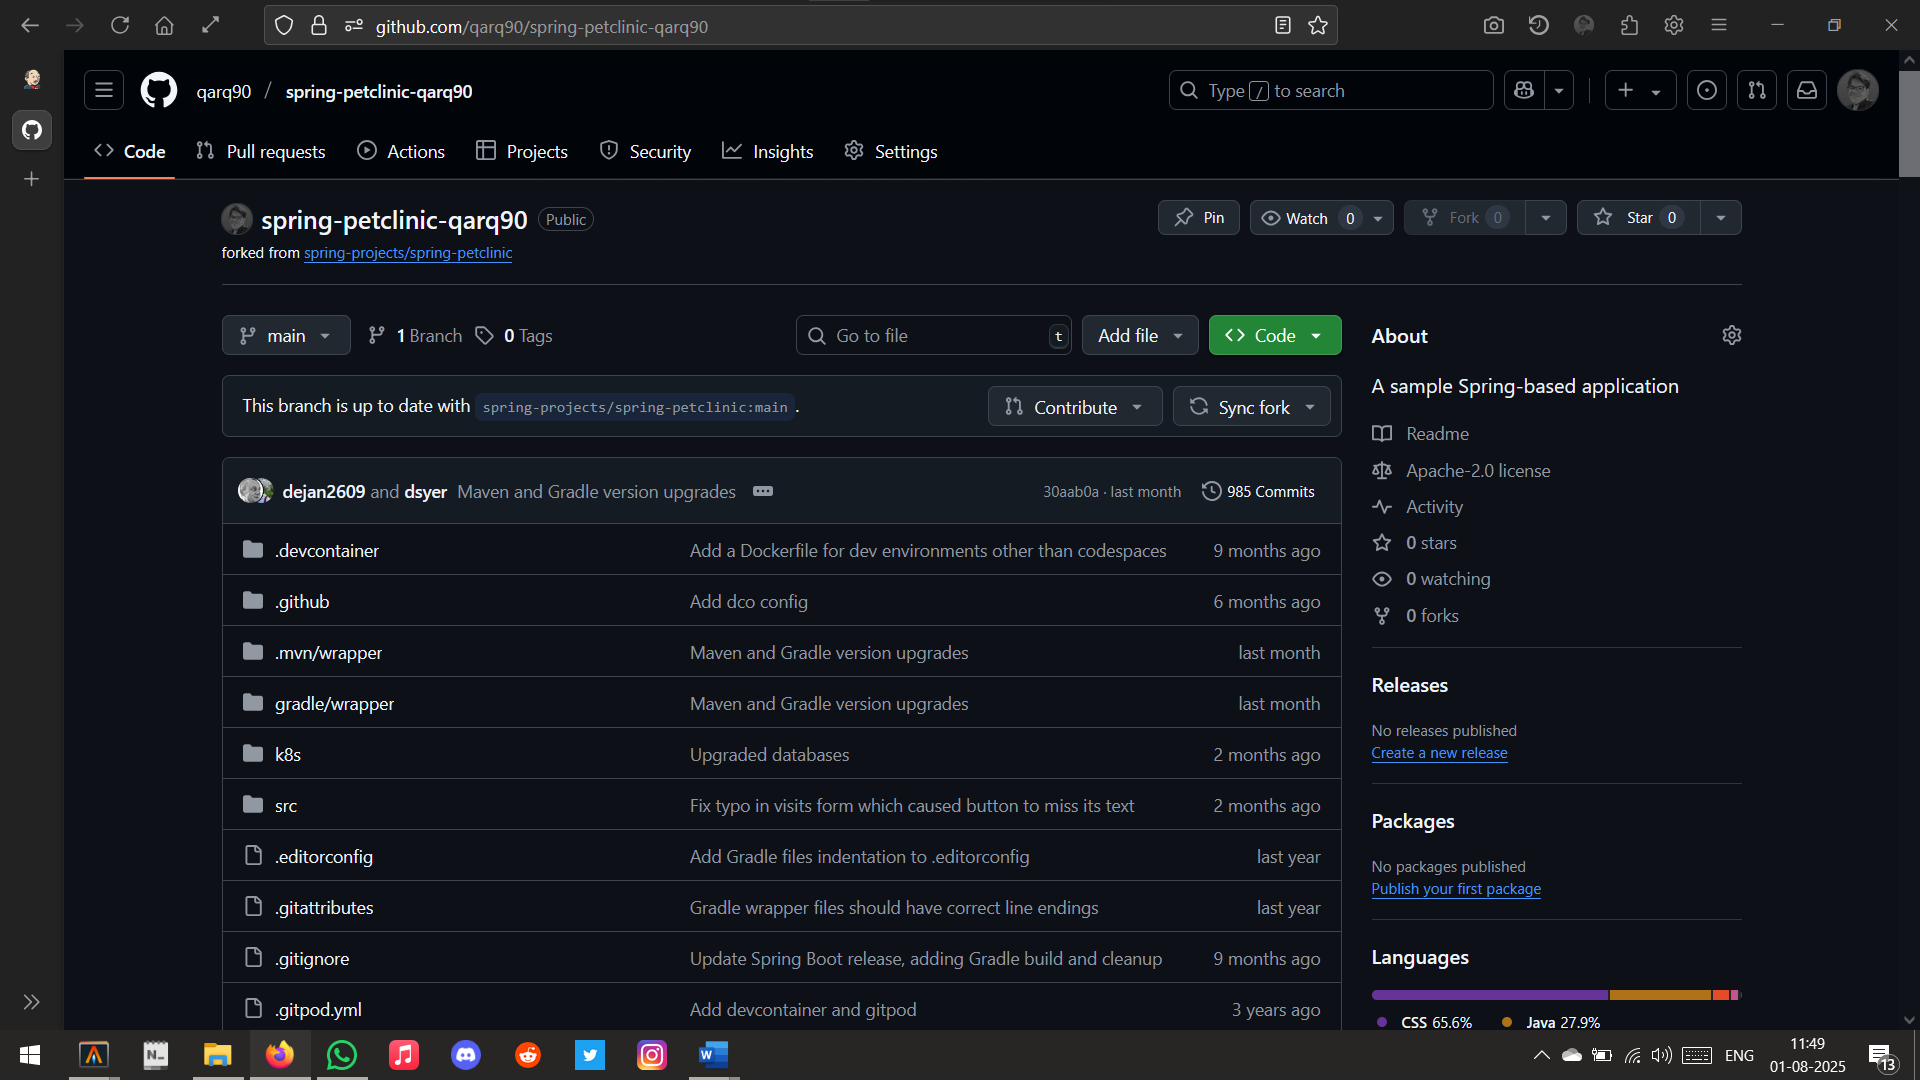 github.com/qarq90/spring-petclinic-qarq90
qarq90 / spring-petclinic-qarq90
Type / to search
Code
Pull requests
Actions
Projects
Security
Insights
Settings
spring-petclinic-qarq90 Public
forked from spring-projects/spring-petclinic
Pin
Watch 0
Fork 0
Star 0
main
1 Branch
0 Tags
Go to file t
Add file
Code
This branch is up to date with spring-projects/spring-petclinic:main .
Contribute
Sync fork
dejan2609 and dsyer Maven and Gradle version upgrades
30aab0a · last month
985 Commits
.devcontainer Add a Dockerfile for dev environments other than codespaces 9 months ago
.github Add dco config 6 months ago
.mvn/wrapper Maven and Gradle version upgrades last month
gradle/wrapper Maven and Gradle version upgrades last month
k8s Upgraded databases 2 months ago
src Fix typo in visits form which caused button to miss its text 2 months ago
.editorconfig Add Gradle files indentation to .editorconfig last year
.gitattributes Gradle wrapper files should have correct line endings last year
.gitignore Update Spring Boot release, adding Gradle build and cleanup 9 months ago
.gitpod.yml Add devcontainer and gitpod 3 years ago
About
A sample Spring-based application
Readme
Apache-2.0 license
Activity
0 stars
0 watching
0 forks
Releases
No releases published
Create a new release
Packages
No packages published
Publish your first package
Languages
CSS 65.6%
Java 27.9%
N_
W
ENG
11:49
01-08-2025
13